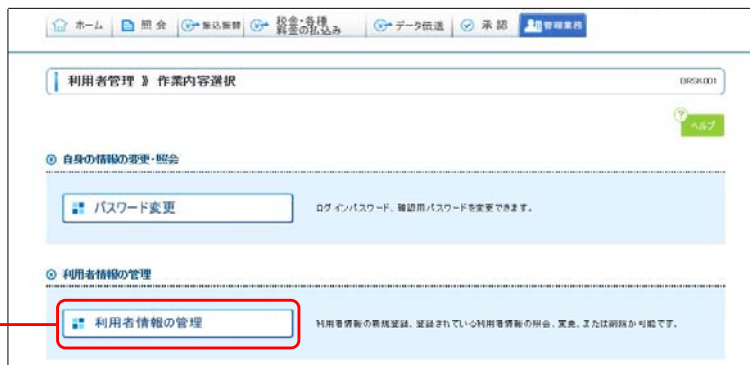 ホーム 照会 振込振替 税金・各種料金の払込み データ伝送 承認 管理業務
利用者管理 》 作業内容選択 BRSK001
? ヘルプ
自身の情報の変更・照会
パスワード変更 ログインパスワード、確認用パスワードを変更できます。
利用者情報の管理
利用者情報の管理 利用者情報の新規登録、登録されている利用者情報の照会、変更、または削除が可能です。